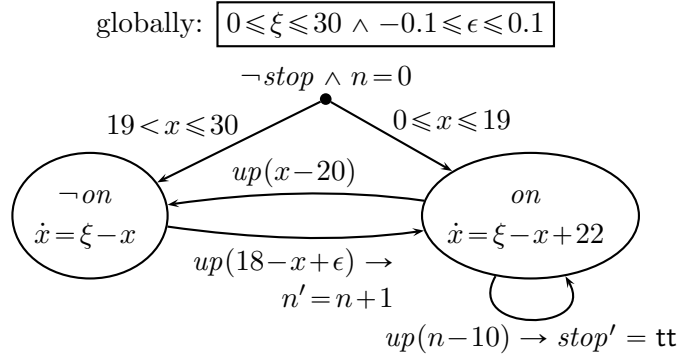 globally: 0⩽ξ⩽30 ∧ −0.1⩽ϵ⩽0.1
¬stop ∧ n=0
19<x⩽30
0⩽x⩽19
up(x−20)
¬on
ẋ=ξ−x
on
ẋ=ξ−x+22
up(18−x+ϵ) →
n′=n+1
up(n−10) → stop′ = tt